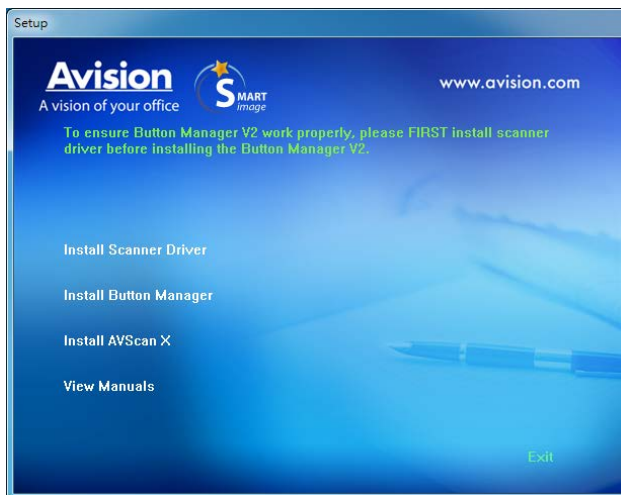 Setup
Avision
A vision of your office
SMART
image
www.avision.com
To ensure Button Manager V2 work properly, please FIRST install scanner
driver before installing the Button Manager V2.
Install Scanner Driver
Install Button Manager
Install AVScan X
View Manuals
Exit